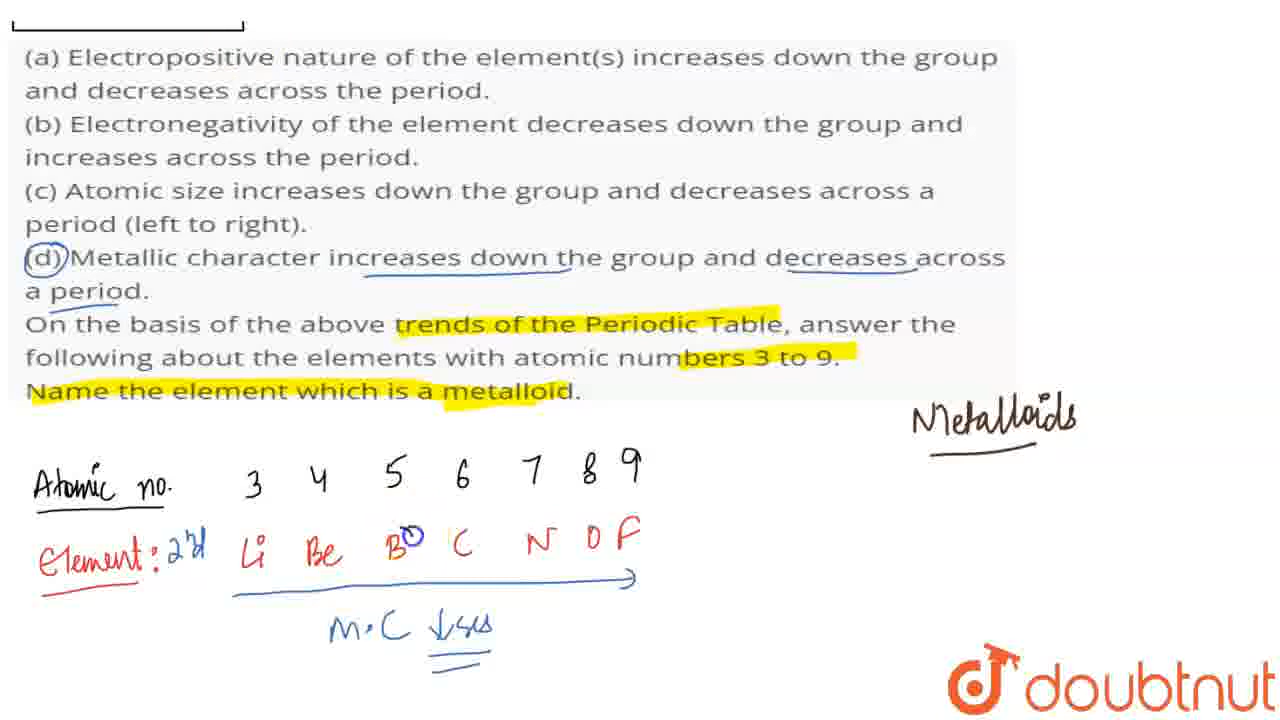 (a) Electropositive nature of the element(s) increases down the group
and decreases across the period.
(b) Electronegativity of the element decreases down the group and
increases across the period.
(c) Atomic size increases down the group and decreases across a
period (left to right).
(d) Metallic character increases down the group and decreases across
a period.
On the basis of the above trends of the Periodic Table, answer the
following about the elements with atomic numbers 3 to 9.
Name the element which is a metalloid.
Metalloids
Atomic no. 3 4 5 6 7 8 9
Element: 2nd Li Be B C N O F
M.C ↓ses
doubtnut